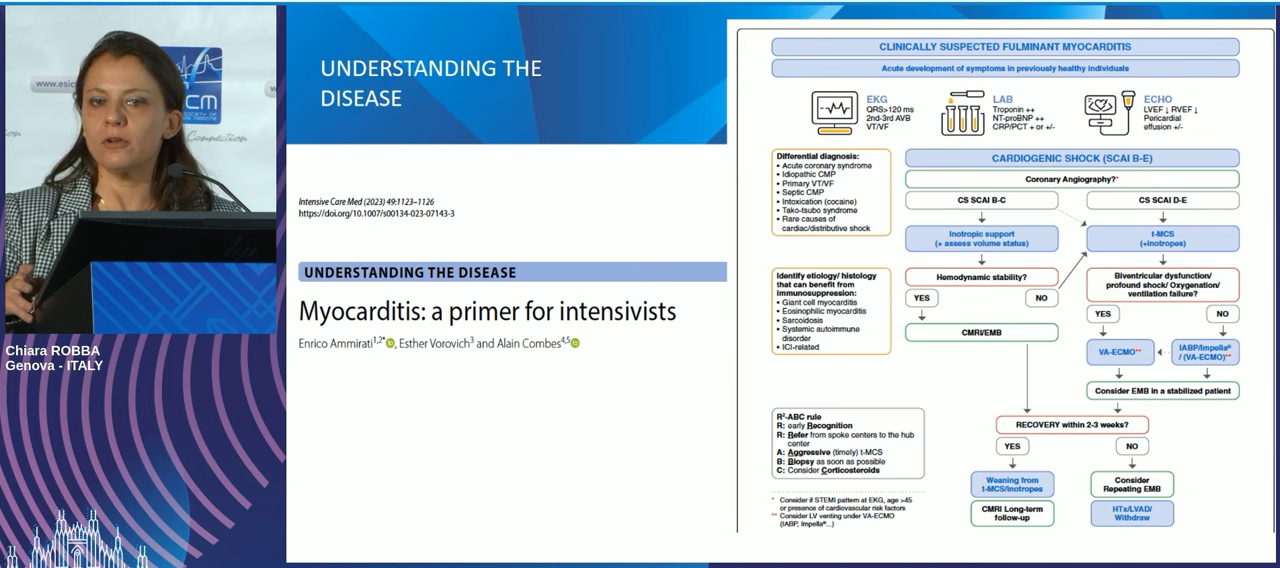 www.esic
CM
SOCIETY OF
Connection
Chiara ROBBA
Genova - ITALY
UNDERSTANDING THE
DISEASE
Intensive Care Med (2023) 49:1123–1126
https://doi.org/10.1007/s00134-023-07143-3
UNDERSTANDING THE DISEASE
Myocarditis: a primer for intensivists
Enrico Ammirati1,2*, Esther Vorovich3 and Alain Combes4,5
CLINICALLY SUSPECTED FULMINANT MYOCARDITIS
Acute development of symptoms in previously healthy individuals
EKG
QRS>120 ms
2nd-3rd AVB
VT/VF
LAB
Troponin ++
NT-proBNP ++
CRP/PCT + or +/-
ECHO
LVEF ↓ RVEF ↓
Pericardial
effusion +/-
Differential diagnosis:
• Acute coronary syndrome
• Idiopathic CMP
• Primary VT/VF
• Septic CMP
• Intoxication (cocaine)
• Tako-tsubo syndrome
• Rare causes of
cardiac/distributive shock
CARDIOGENIC SHOCK (SCAI B-E)
Coronary Angiography?*
CS SCAI B-C
CS SCAI D-E
Inotropic support
(+ assess volume status)
t-MCS
(+inotropes)
Identify etiology/ histology
that can benefit from
immunosuppression:
• Giant cell myocarditis
• Eosinophilic myocarditis
• Sarcoidosis
• Systemic autoimmune
disorder
• ICI-related
Hemodynamic stability?
YES
NO
CMRI/EMB
Biventricular dysfunction/
profound shock/ Oxygenation/
ventilation failure?
YES
NO
VA-ECMO**
IABP/Impella®
/ (VA-ECMO)**
Consider EMB in a stabilized patient
R²-ABC rule
R: early Recognition
R: Refer from spoke centers to the hub
center
A: Aggressive (timely) t-MCS
B: Biopsy as soon as possible
C: Consider Corticosteroids
RECOVERY within 2-3 weeks?
YES
NO
Weaning from
t-MCS/inotropes
Consider
Repeating EMB
CMRI Long-term
follow-up
HTx/LVAD/
Withdraw
* Consider if STEMI pattern at EKG, age >45
or presence of cardiovascular risk factors
** Consider LV venting under VA-ECMO
(IABP, Impella®...)